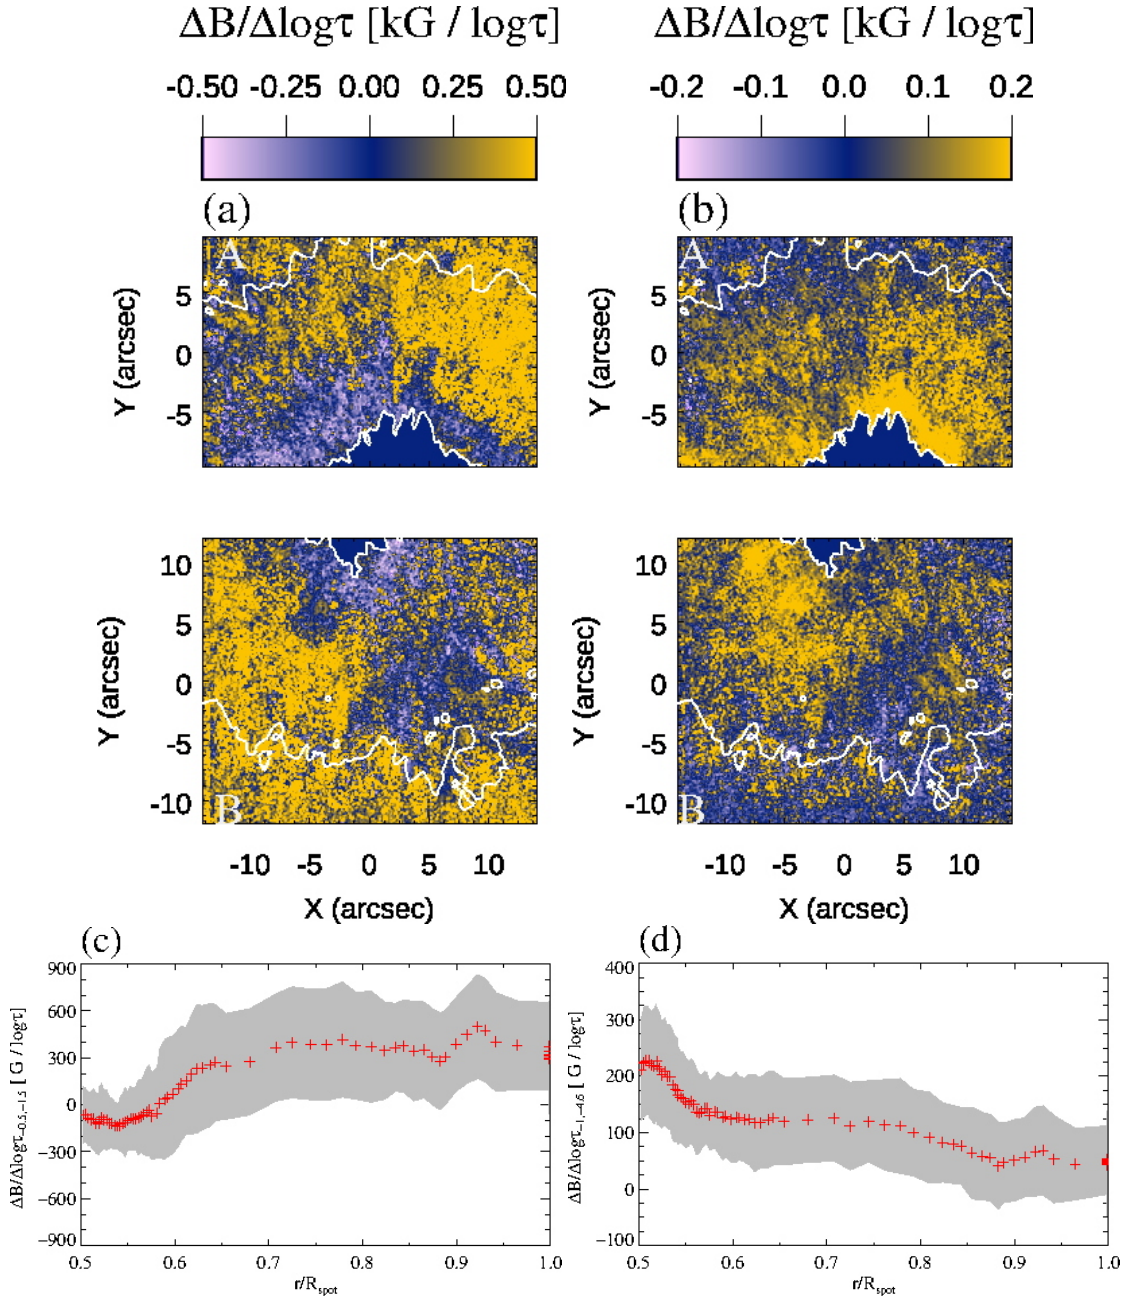 ΔB/Δlogτ [kG / logτ] ΔB/Δlogτ [kG / logτ]
-0.50 -0.25 0.00 0.25 0.50 -0.2 -0.1 0.0 0.1 0.2
(a) (b)
A A
5 5
0 0
-5 -5
Y (arcsec) Y (arcsec)
10 10
5 5
0 0
-5 -5
-10 -10
Y (arcsec) Y (arcsec)
B B
-10 -5 0 5 10 -10 -5 0 5 10
X (arcsec) X (arcsec)
(c) (d)
900 400
600 300
300 200
0 100
-300 0
-600 -100
-900
ΔB/Δlogτ-0.5,-1.5 [ G / logτ] ΔB/Δlogτ-1,-4.5 [ G / logτ]
0.5 0.6 0.7 0.8 0.9 1.0 0.5 0.6 0.7 0.8 0.9 1.0
r/Rspot r/Rspot